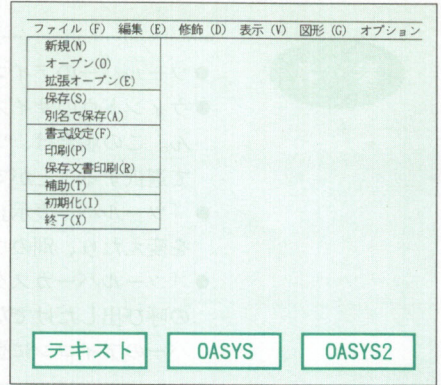 ファイル (F) 編集 (E) 修飾 (D) 表示 (V) 図形 (G) オプション
新規(N)
オープン(O)
拡張オープン(E)
保存(S)
別名で保存(A)
書式設定(F)
印刷(P)
保存文書印刷(R)
補助(T)
初期化(I)
終了(X)
テキスト OASYS OASYS2